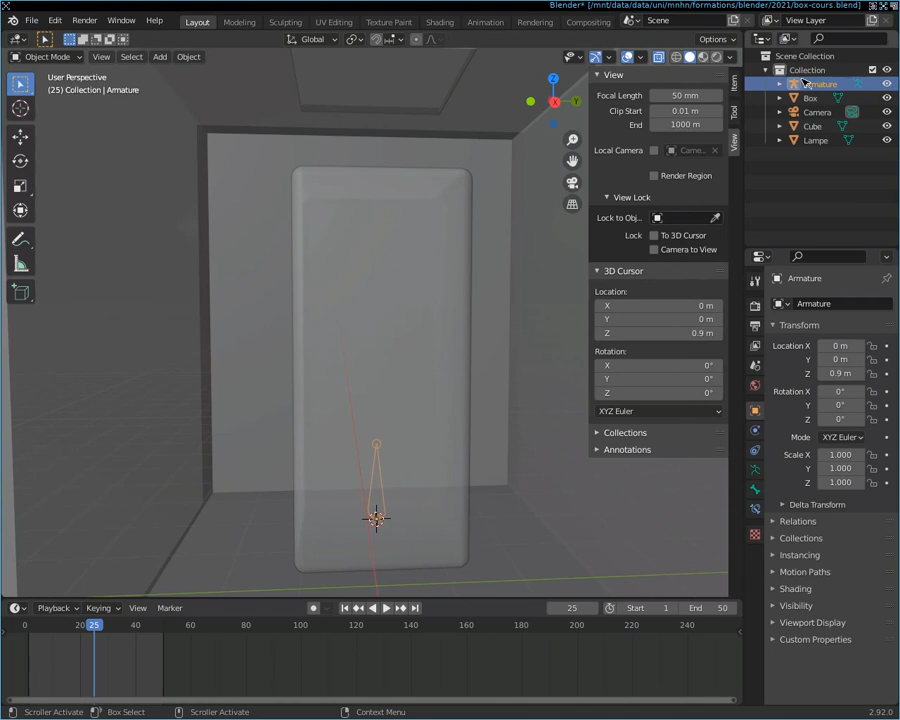 Blender* [/mnt/data/data/uni/mnhn/formations/blender/2021/box-cours.blend]
File Edit Render Window Help Layout Modeling Sculpting UV Editing Texture Paint Shading Animation Rendering Compositing Scene View Layer
Global Options
Object Mode View Select Add Object
User Perspective
(25) Collection | Armature
Z
X
Y
View
Focal Length 50 mm
Clip Start 0.01 m
End 1000 m
Local Camera Came...
Render Region
View Lock
Lock to Obj..
Lock To 3D Cursor
Camera to View
3D Cursor
Location:
X 0 m
Y 0 m
Z 0.9 m
Rotation:
X 0°
Y 0°
Z 0°
XYZ Euler
Collections
Annotations
Item
Tool
View
Scene Collection
Collection
Armature
Box
Camera
Cube
Lampe
Armature
Armature
Transform
Location X 0 m
Y 0 m
Z 0.9 m
Rotation X 0°
Y 0°
Z 0°
Mode XYZ Euler
Scale X 1.000
Y 1.000
Z 1.000
Delta Transform
Relations
Collections
Instancing
Motion Paths
Shading
Visibility
Viewport Display
Custom Properties
Playback Keying View Marker 25 Start 1 End 50
0 20 25 40 60 80 100 120 140 160 180 200 220 240
Scroller Activate Box Select Scroller Activate Context Menu 2.92.0